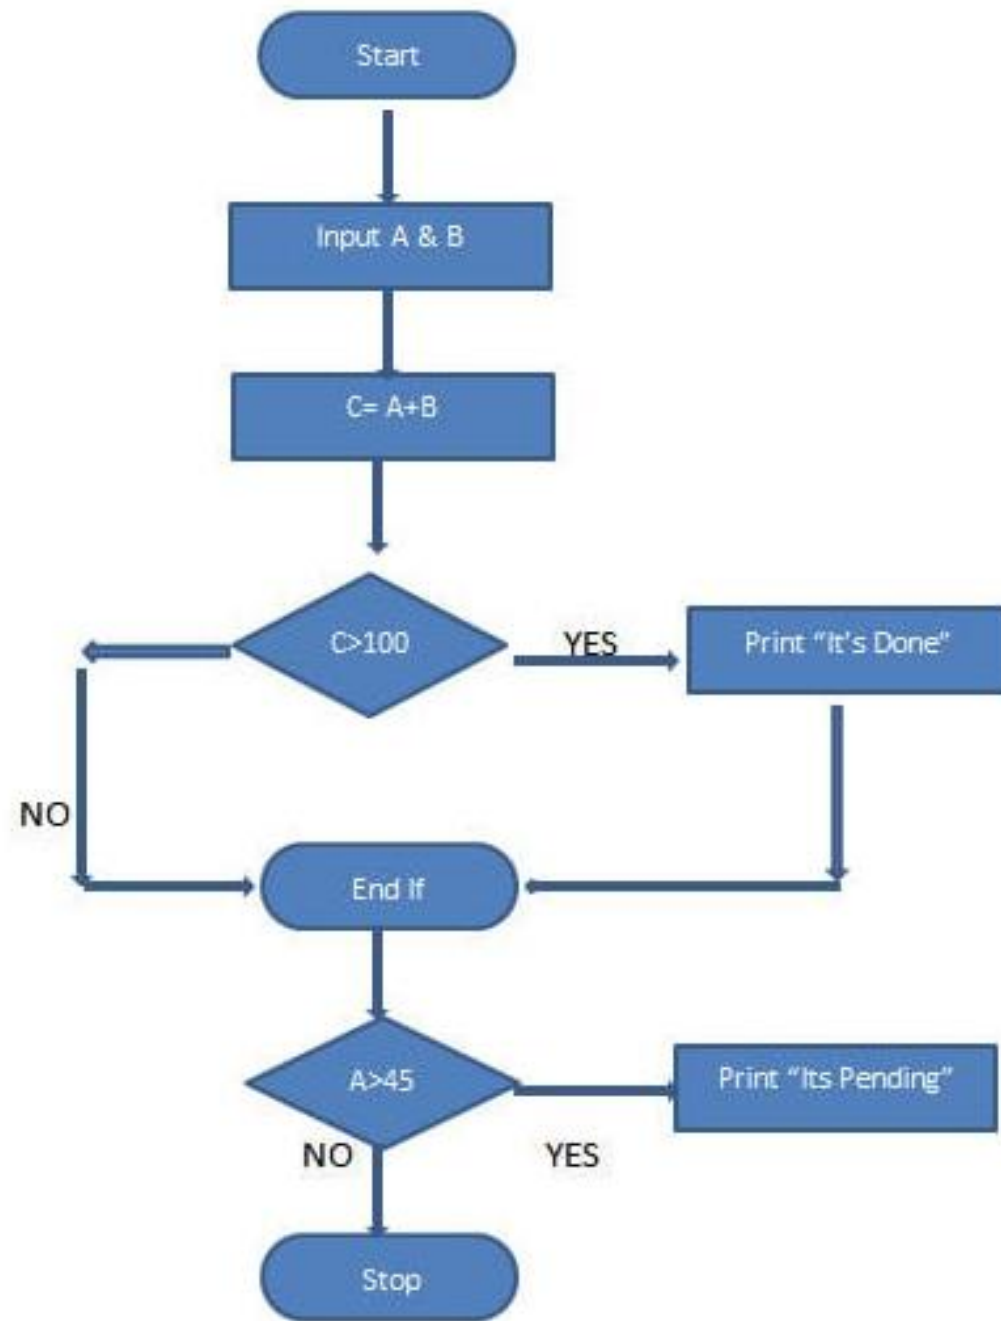 Start
Input A & B
C= A+B
C>100
YES
Print “It's Done”
NO
End If
A>45
Print “Its Pending”
NO
YES
Stop